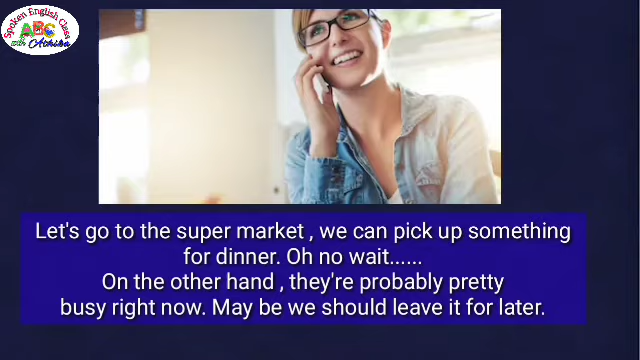 Spoken English Class
ABC
with Athika
Let's go to the super market , we can pick up something
for dinner. Oh no wait......
On the other hand , they're probably pretty
busy right now. May be we should leave it for later.